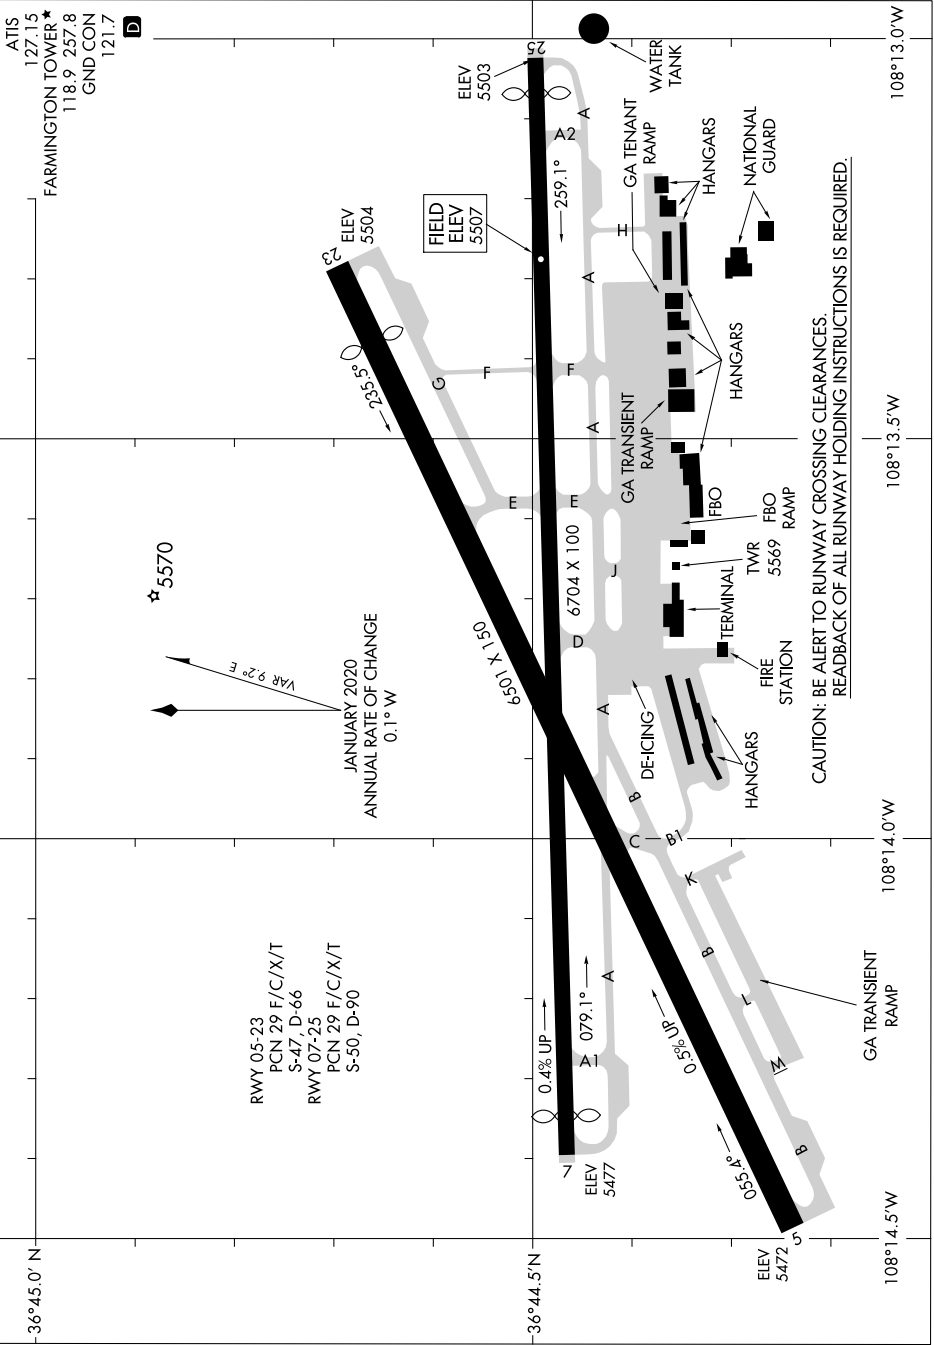 ATIS
127.15
FARMINGTON TOWER★
118.9 257.8
GND CON
121.7
D
108°13.0'W
WATER
TANK
25
ELEV
5503
A
A2
GA TENANT
RAMP
HANGARS
NATIONAL
GUARD
259.1°
FIELD
ELEV
5507
ELEV
5504
23
H
A
235.5°
G
F
F
HANGARS
GA TRANSIENT
RAMP
A
108°13.5'W
E
E
FBO
FBO
RAMP
5570
6704 X 100
J
TWR
5569
D
TERMINAL
FIRE
STATION
VAR 9.2° E
JANUARY 2020
ANNUAL RATE OF CHANGE
0.1° W
6501 X 150
A
DE-ICING
HANGARS
B
C
B1
108°14.0'W
K
B
A
L
M
GA TRANSIENT
RAMP
RWY 05-23
PCN 29 F/C/X/T
S-47, D-66
RWY 07-25
PCN 29 F/C/X/T
S-50, D-90
0.4% UP
079.1°
A1
0.5% UP
7
ELEV
5477
055.4°
B
5
ELEV
5472
36°45.0' N
36°44.5'N
108°14.5'W
CAUTION: BE ALERT TO RUNWAY CROSSING CLEARANCES.
READBACK OF ALL RUNWAY HOLDING INSTRUCTIONS IS REQUIRED.